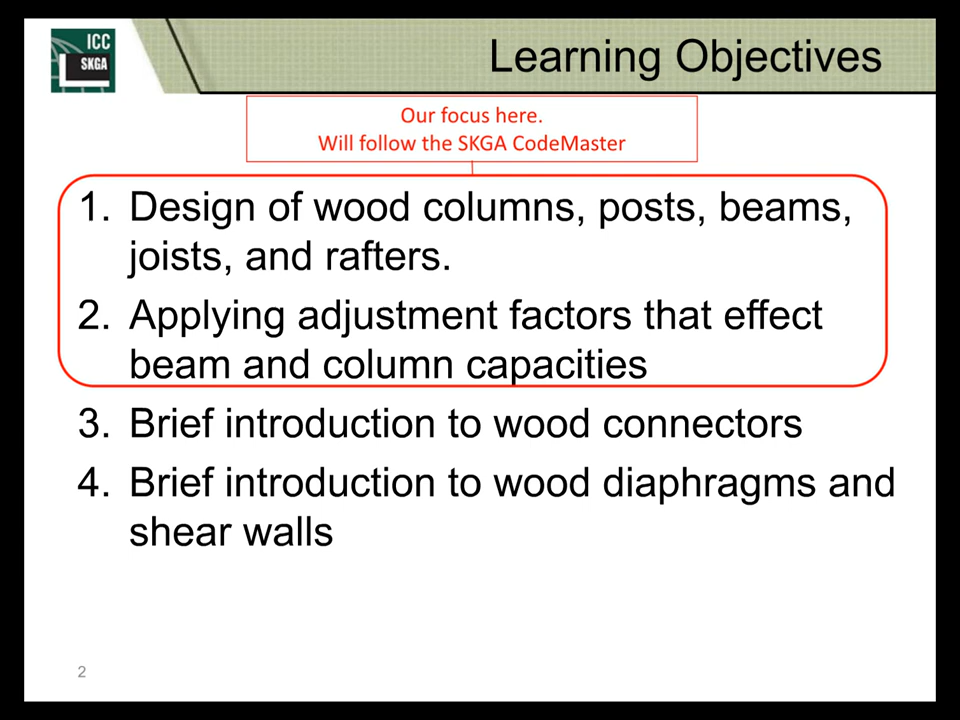 ICC
SKGA
Learning Objectives
Our focus here.
Will follow the SKGA CodeMaster
1. Design of wood columns, posts, beams,
joists, and rafters.
2. Applying adjustment factors that effect
beam and column capacities
3. Brief introduction to wood connectors
4. Brief introduction to wood diaphragms and
shear walls
2